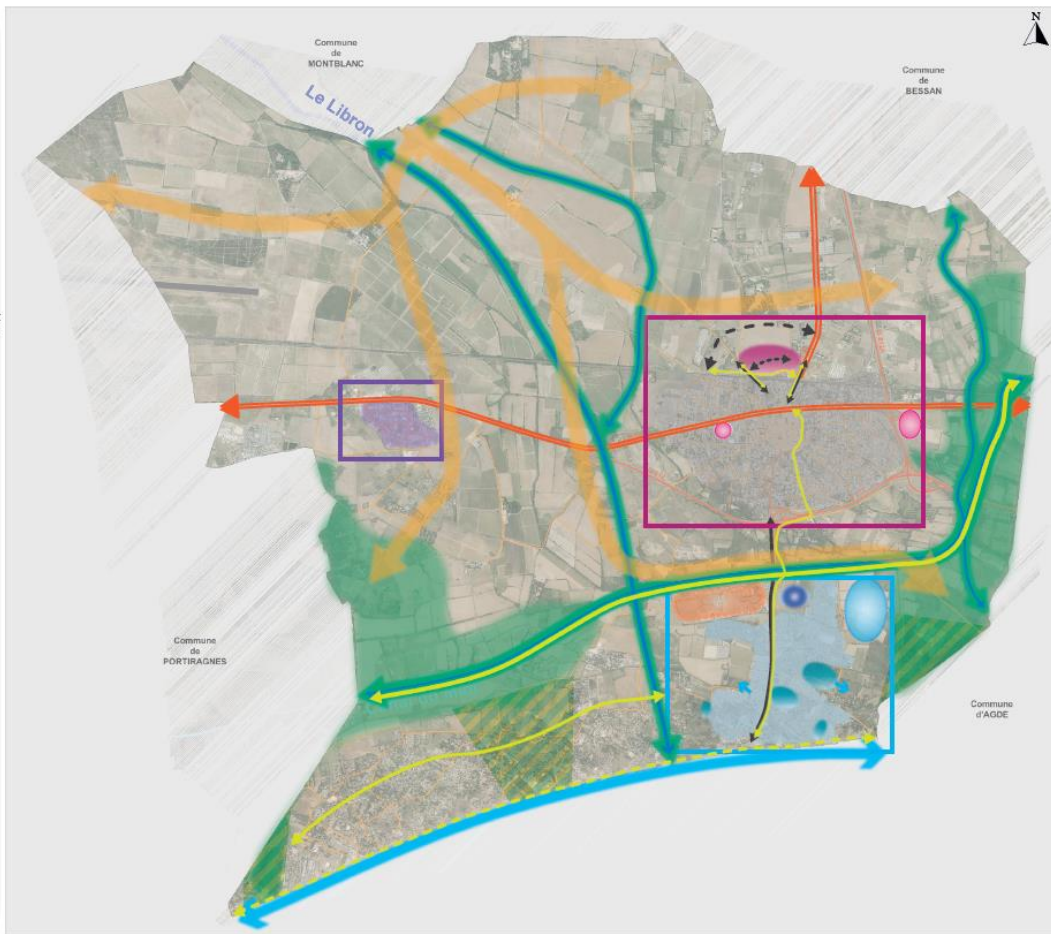 N
Commune
de
MONTBLANC
Commune
de
BESSAN
Le Libron
Commune
de
PORTIRAGNES
Commune
d'AGDE